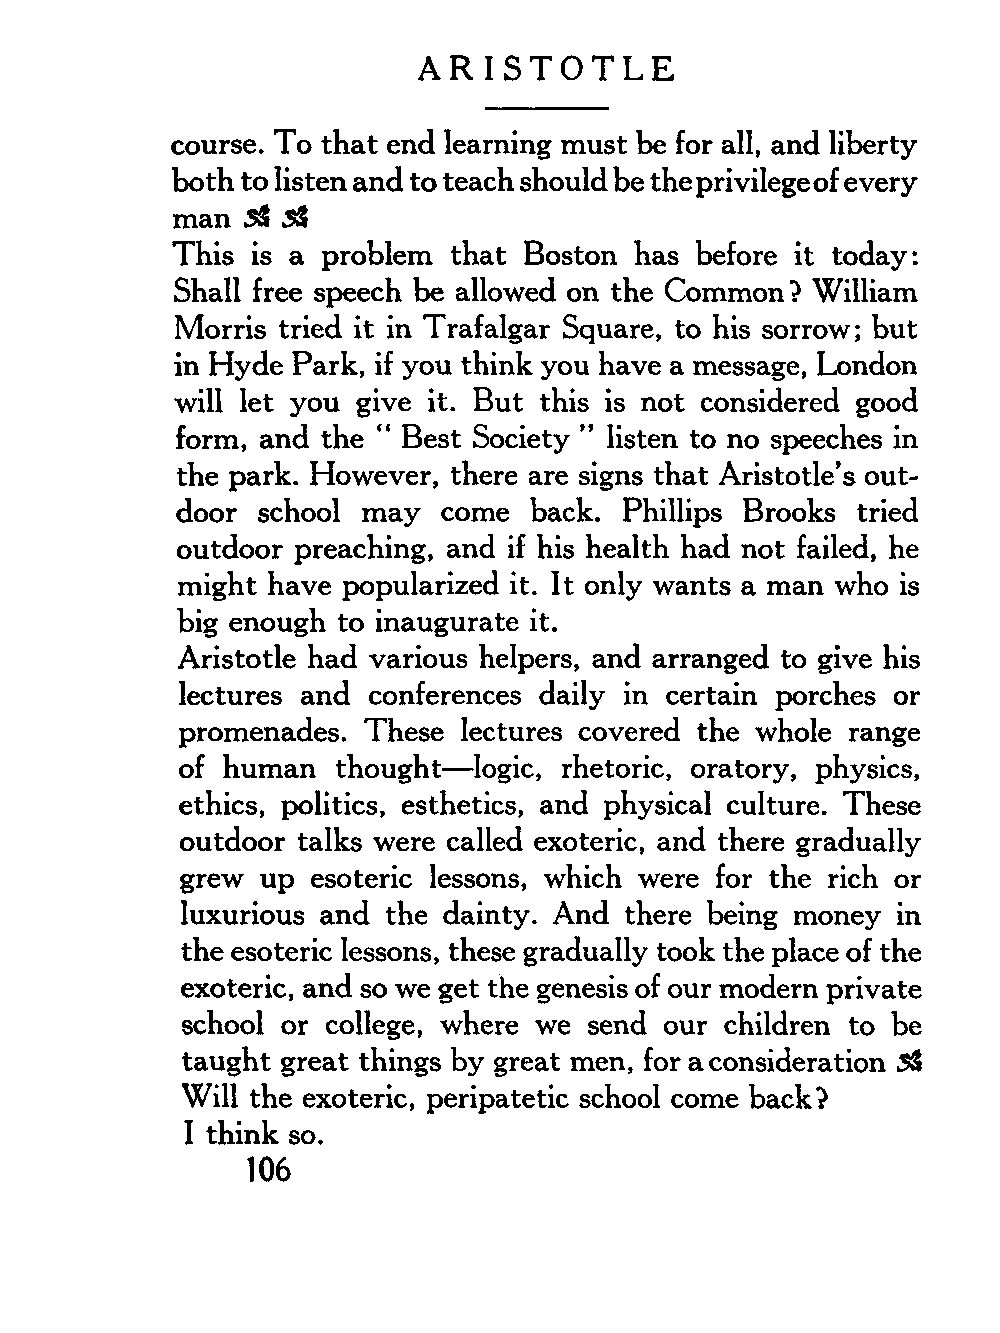 ARISTOTLE
course. To that end learning must be for all, and liberty
both to listen and to teach should be the privilege of every
man
This is a problem that Boston has before it today:
Shall free speech be allowed on the Common? William
Morris tried it in Trafalgar Square, to his sorrow; but
in Hyde Park, if you think you have a message, London
will let you give it. But this is not considered good
form, and the " Best Society " listen to no speeches in
the park. However, there are signs that Aristotle's out-
door school may come back. Phillips Brooks tried
outdoor preaching, and if his health had not failed, he
might have popularized it. It only wants a man who is
big enough to inaugurate it.
Aristotle had various helpers, and arranged to give his
lectures and conferences daily in certain porches or
promenades. These lectures covered the whole range
of human thought—logic, rhetoric, oratory, physics,
ethics, politics, esthetics, and physical culture. These
outdoor talks were called exoteric, and there gradually
grew up esoteric lessons, which were for the rich or
luxurious and the dainty. And there being money in
the esoteric lessons, these gradually took the place of the
exoteric, and so we get the genesis of our modern private
school or college, where we send our children to be
taught great things by great men, for a consideration
Will the exoteric, peripatetic school come back?
I think so.
106